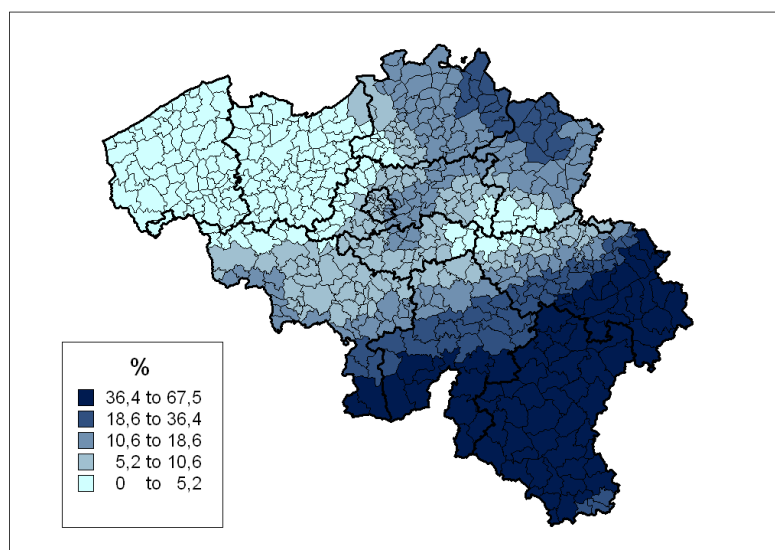 %
36,4 to 67,5
18,6 to 36,4
10,6 to 18,6
5,2 to 10,6
0 to 5,2